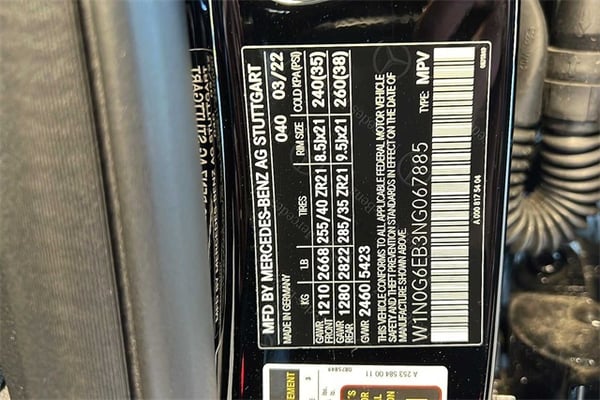 MFD BY MERCEDES-BENZ AG STUTTGART
MADE IN GERMANY 040 03/22
KG LB TIRES RIM SIZE COLD KPA(PSI)
GAWR FRONT 1210 2668 255/40 ZR21 8.5Jx21 240(35)
GAWR REAR 1280 2822 285/35 ZR21 9.5Jx21 260(38)
GVWR 2460 5423
THIS VEHICLE CONFORMS TO ALL APPLICABLE FEDERAL MOTOR VEHICLE
SAFETY AND THEFT PREVENTION STANDARDS IN EFFECT ON THE DATE OF
MANUFACTURE SHOWN ABOVE. TYPE: MPV
W1N0G6EB3NG067885
A 000 817 54 04
A 253 584 00 11